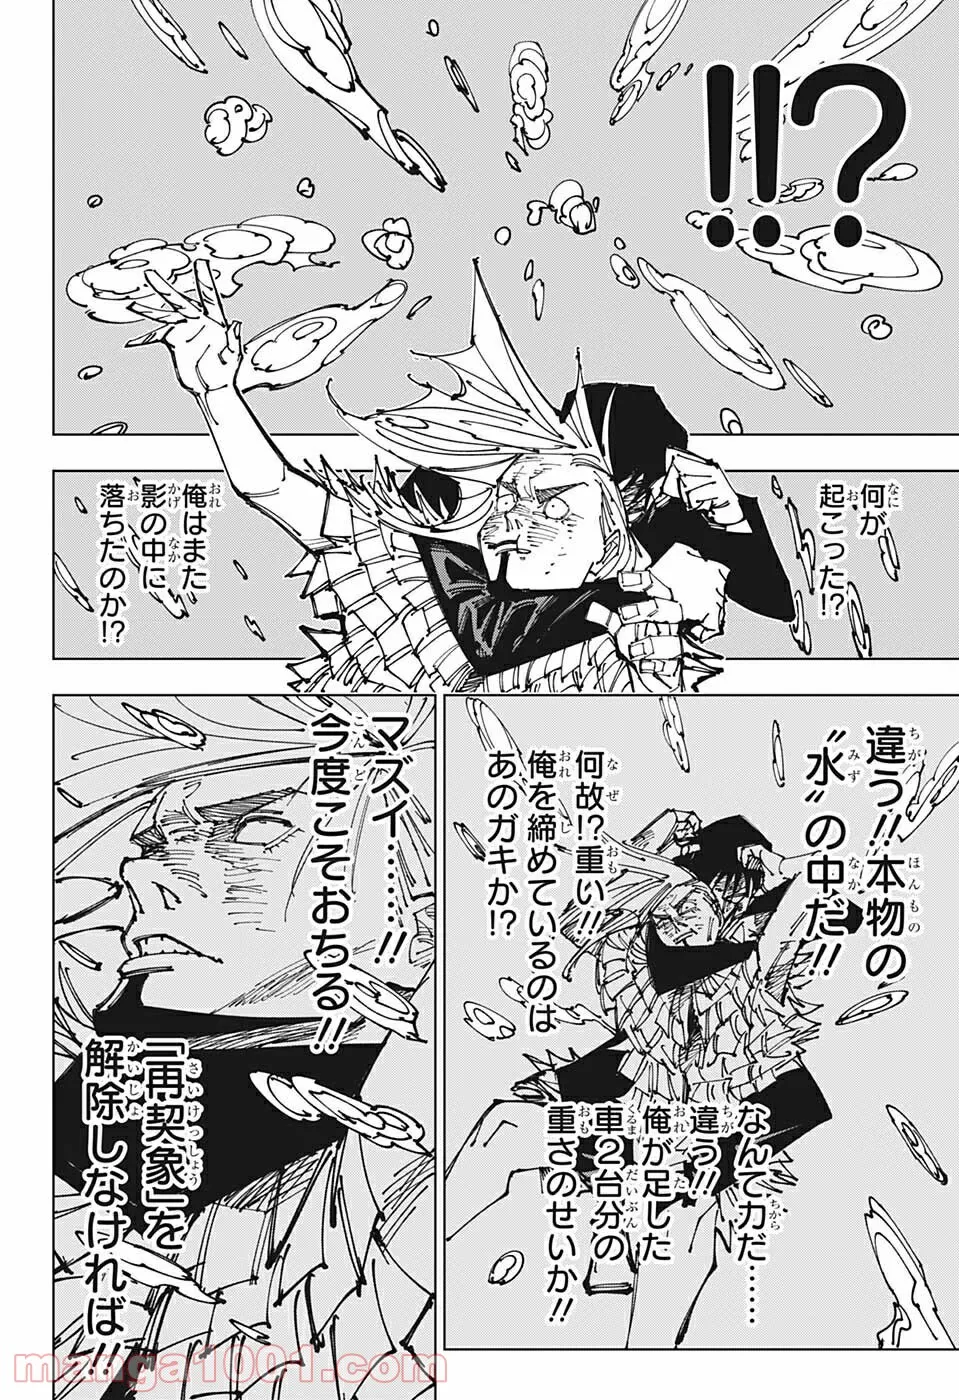 !!?
何が
起こった!?
俺はまた
影の中に
落ちたのか!?
違う!!本物の
〝水〟の中だ!!
何故!?重い!!
俺を締めているのは
あのガキか!?
なんて力だ……
違う!!
俺が足した
車2台分の
重さのせいか!!
マズイ……!!
今度こそおちる!!
「再契象」を
解除しなければ!!
manga1001.com